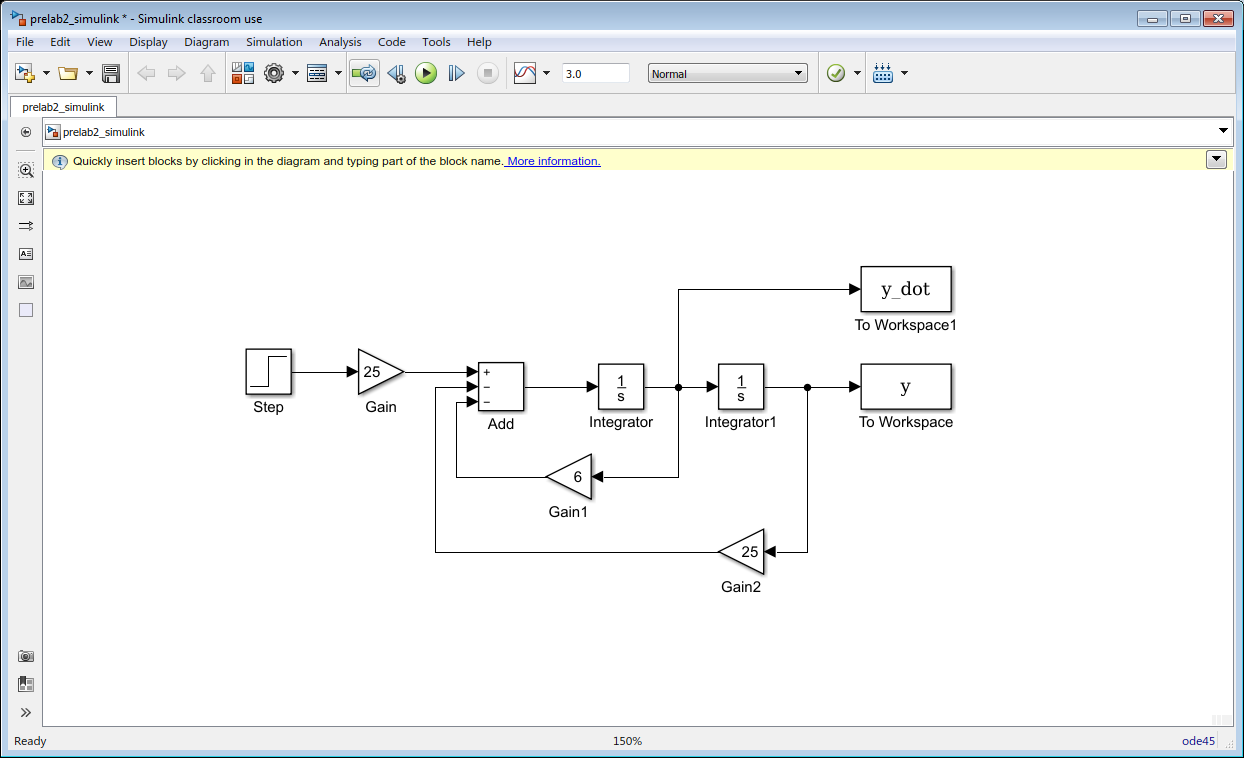 prelab2_simulink * - Simulink classroom use
File Edit View Display Diagram Simulation Analysis Code Tools Help
3.0 Normal
prelab2_simulink
prelab2_simulink
Quickly insert blocks by clicking in the diagram and typing part of the block name. More information.
y_dot
To Workspace1
Step
25
Gain
+
−
−
Add
1
s
Integrator
1
s
Integrator1
y
To Workspace
6
Gain1
25
Gain2
Ready 150% ode45